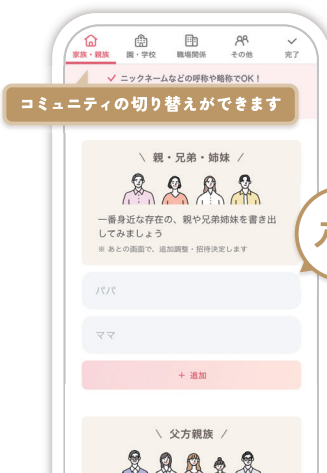 家族・親族 園・学校 職場関係 その他 完了
ニックネームなどの呼称や略称でOK！
コミュニティの切り替えができます
親・兄弟・姉妹
一番身近な存在の、親や兄弟姉妹を書き出
してみましょう
※ あとの画面で、追加調整・招待決定します
パパ
ママ
+ 追加
父方親族